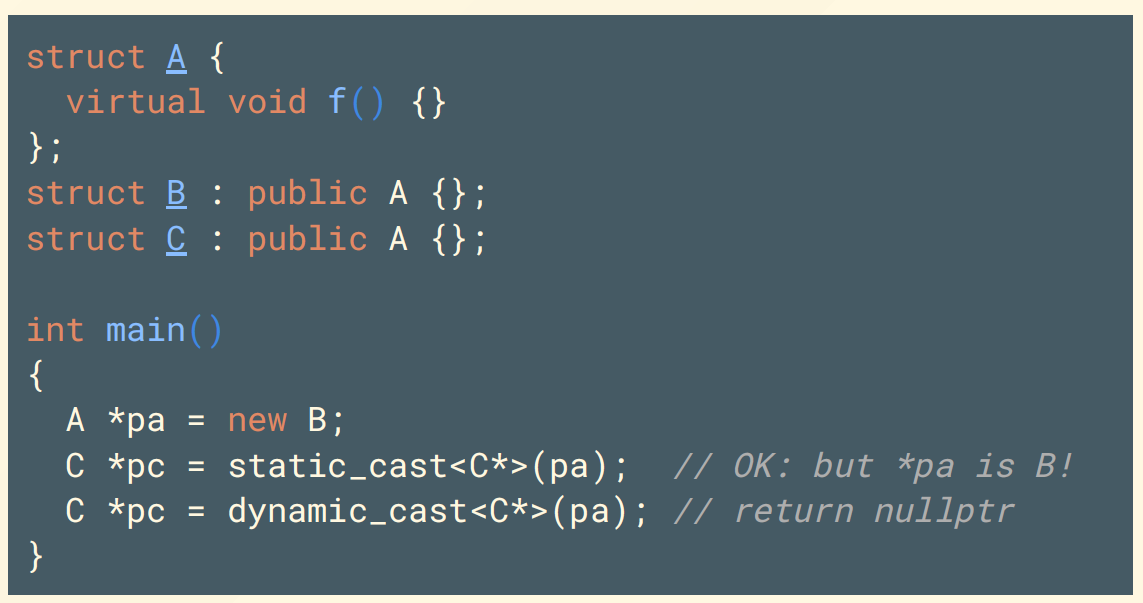 struct A {
  virtual void f() {}
};
struct B : public A {};
struct C : public A {};

int main()
{
  A *pa = new B;
  C *pc = static_cast<C*>(pa);  // OK: but *pa is B!
  C *pc = dynamic_cast<C*>(pa); // return nullptr
}